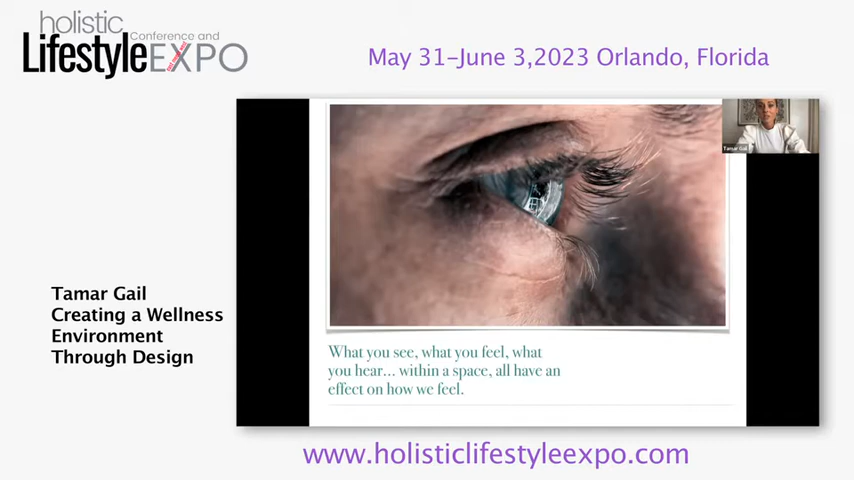 holistic
Conference and
LifestyleEXPO
May 31-June 3,2023 Orlando, Florida
Tamar Gail
Tamar Gail
Creating a Wellness
Environment
Through Design
What you see, what you feel, what
you hear... within a space, all have an
effect on how we feel.
www.holisticlifestyleexpo.com